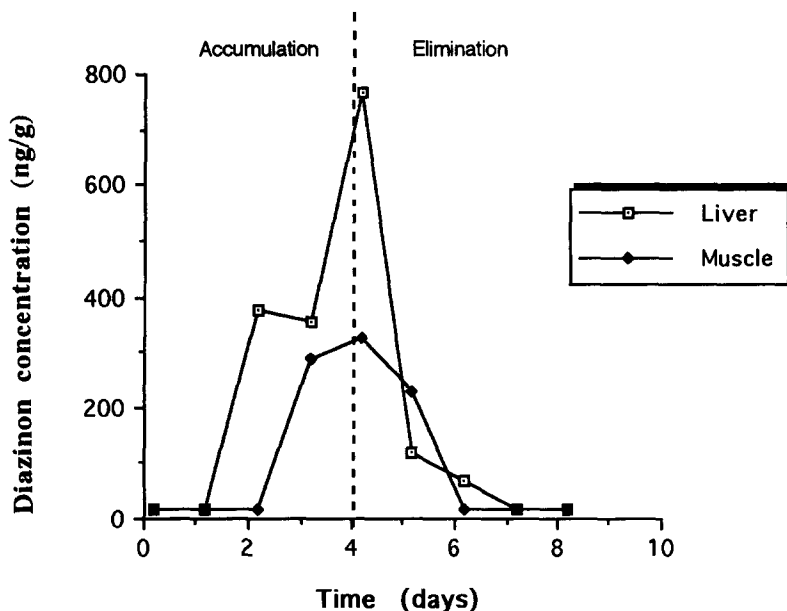 Accumulation Elimination
800
600
400
200
0
Diazinon concentration (ng/g)
0 2 4 6 8 10
Time (days)
Liver
Muscle